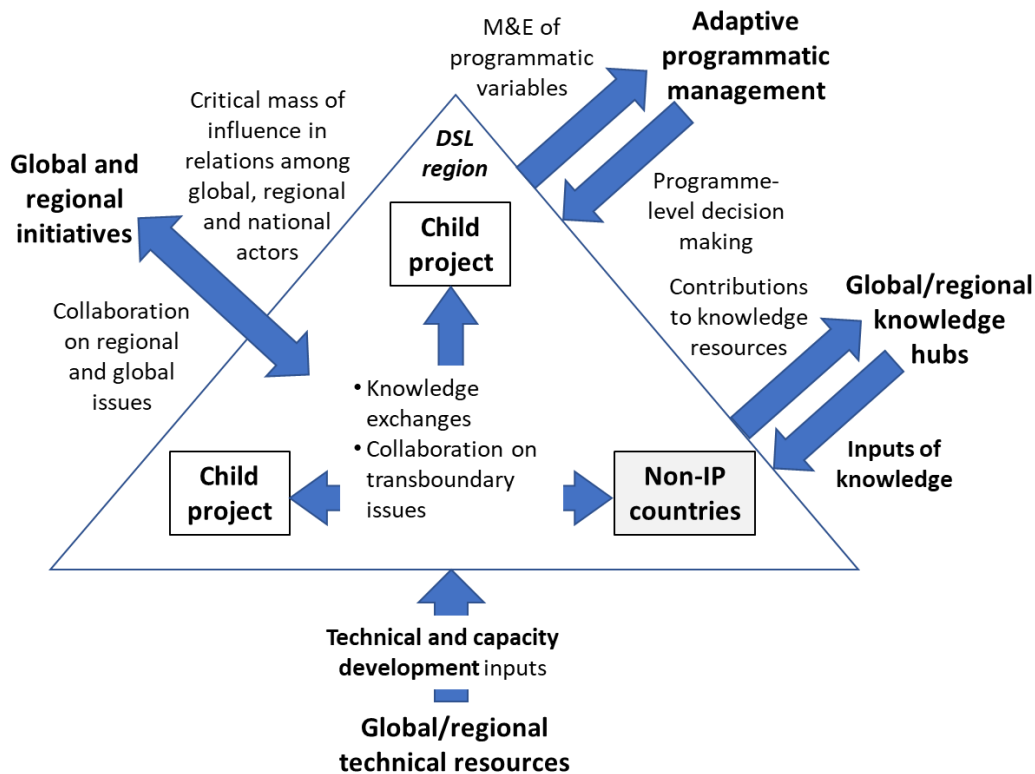 M&E of
programmatic
variables
Adaptive
programmatic
management
Critical mass of
influence in
relations among
global, regional
and national
actors
Global and
regional
initiatives
DSL
region
Child
project
Programme-
level decision
making
Contributions
to knowledge
resources
Global/regional
knowledge
hubs
Collaboration
on regional
and global
issues
• Knowledge
exchanges
• Collaboration on
transboundary
issues
Child
project
Non-IP
countries
Inputs of
knowledge
Technical and capacity
development inputs
Global/regional
technical resources